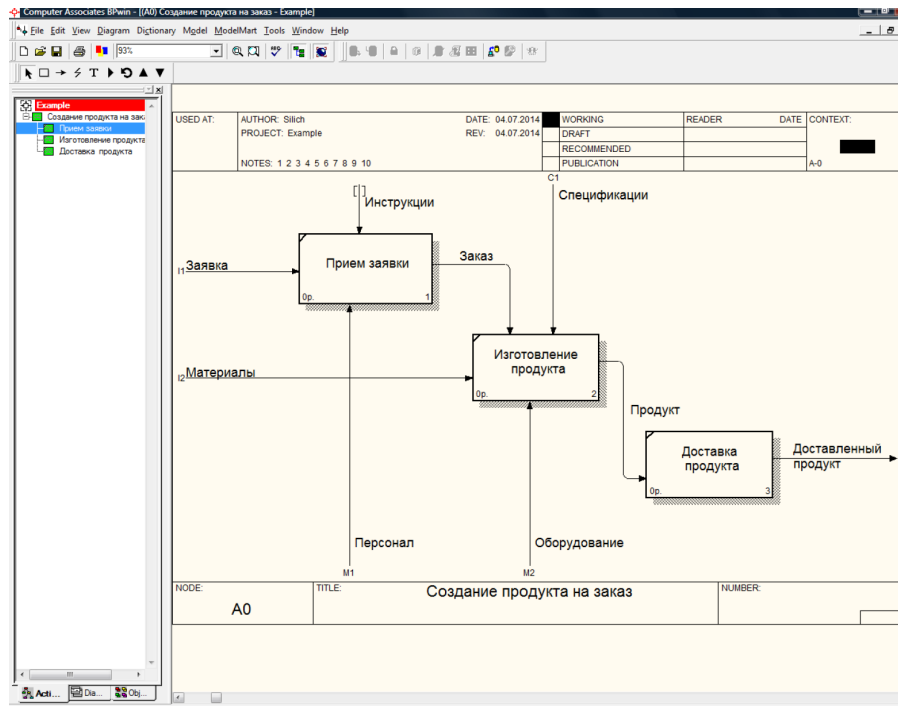 Computer Associates BPwin - [(A0) Создание продукта на заказ - Example]
File Edit View Diagram Dictionary Model ModelMart Tools Window Help
93%
Example
Создание продукта на зака
Прием заявки
Изготовление продукта
Доставка продукта
Acti... Dia... Obj...
USED AT: AUTHOR: Silich DATE: 04.07.2014 WORKING READER DATE CONTEXT:
PROJECT: Example REV: 04.07.2014 DRAFT
RECOMMENDED
NOTES: 1 2 3 4 5 6 7 8 9 10 PUBLICATION A-0
C1
Инструкции
Спецификации
I1 Заявка
Прием заявки
0р. 1
Заказ
I2 Материалы
Изготовление
продукта
0р. 2
Продукт
Доставка
продукта
0р. 3
Доставленный
продукт
Персонал
Оборудование
M1 M2
NODE: TITLE: NUMBER:
A0 Создание продукта на заказ